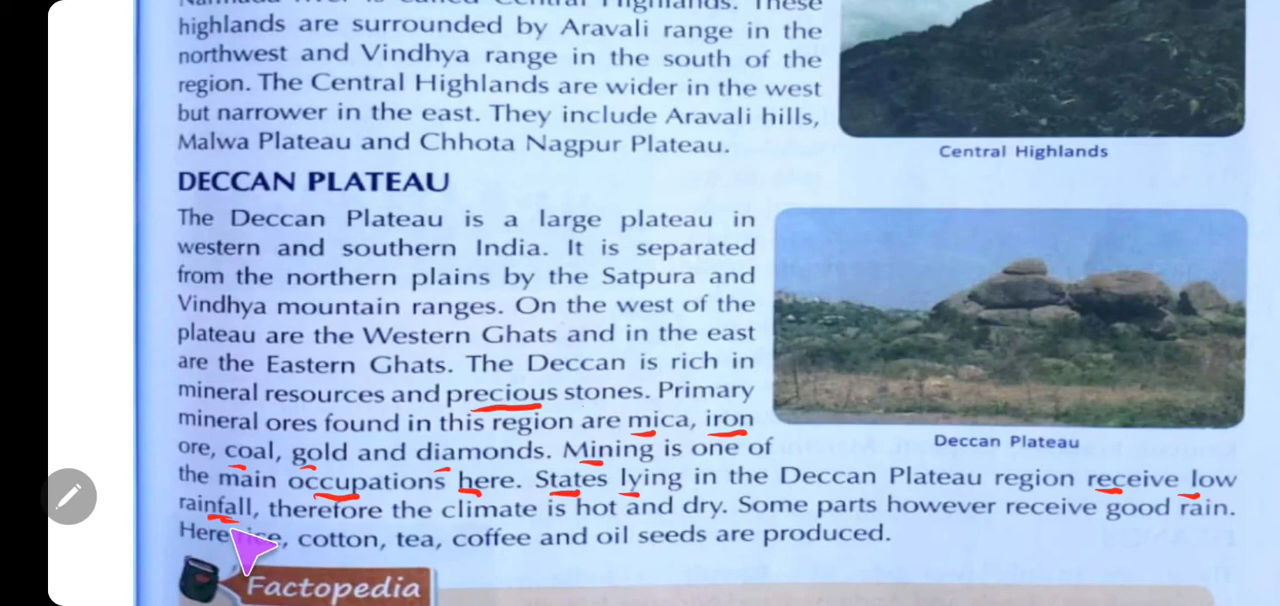 Narmada river is called Central Highlands. These
highlands are surrounded by Aravali range in the
northwest and Vindhya range in the south of the
region. The Central Highlands are wider in the west
but narrower in the east. They include Aravali hills,
Malwa Plateau and Chhota Nagpur Plateau.
Central Highlands
DECCAN PLATEAU
The Deccan Plateau is a large plateau in
western and southern India. It is separated
from the northern plains by the Satpura and
Vindhya mountain ranges. On the west of the
plateau are the Western Ghats and in the east
are the Eastern Ghats. The Deccan is rich in
mineral resources and precious stones. Primary
mineral ores found in this region are mica, iron
ore, coal, gold and diamonds. Mining is one of
the main occupations here. States lying in the Deccan Plateau region receive low
rainfall, therefore the climate is hot and dry. Some parts however receive good rain.
Here rice, cotton, tea, coffee and oil seeds are produced.
Deccan Plateau
Factopedia